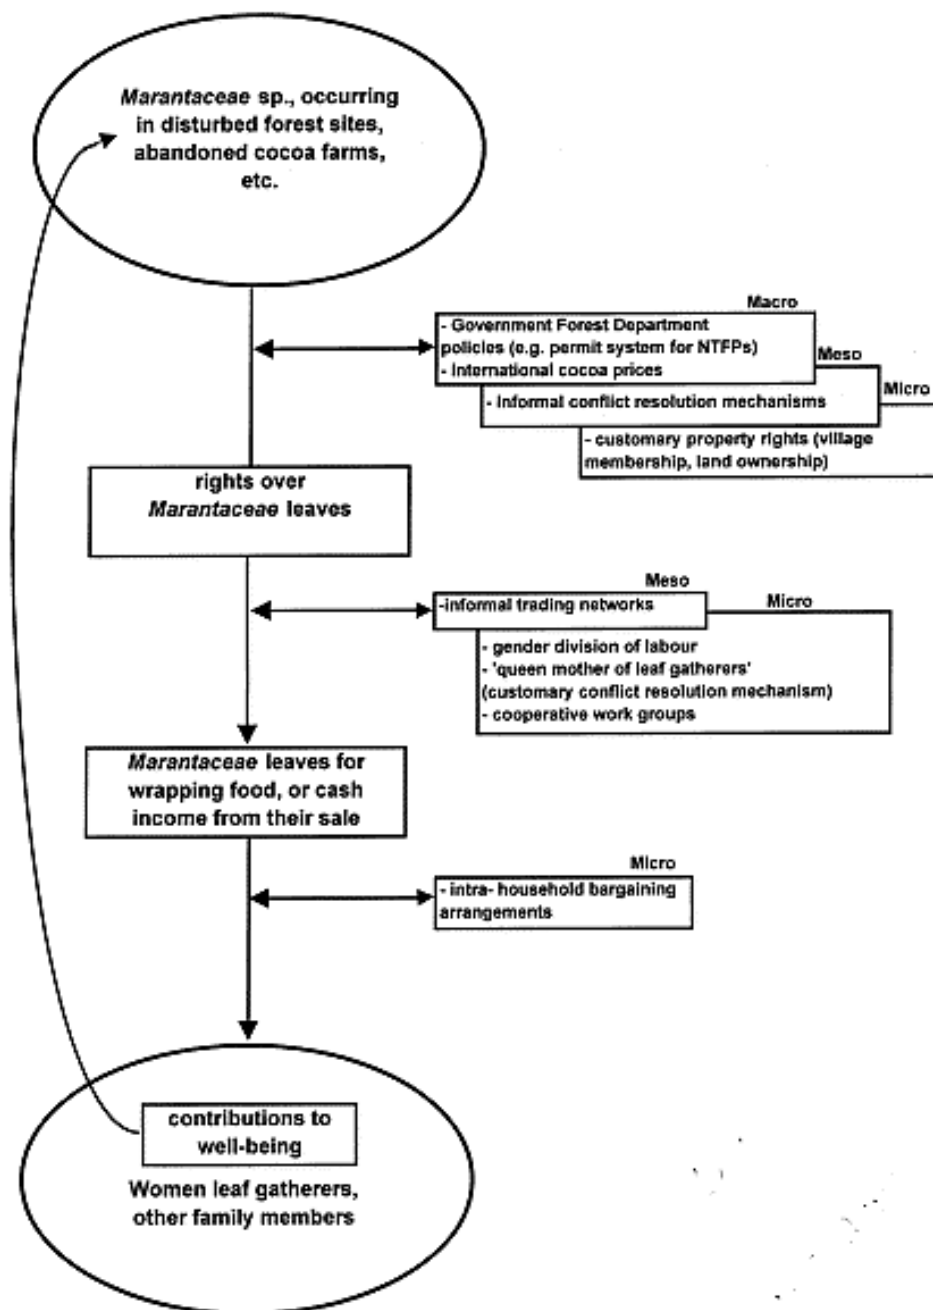 Marantaceae sp., occurring
in disturbed forest sites,
abandoned cocoa farms,
etc.
Macro
- Government Forest Department
policies (e.g. permit system for NTFPs)
- International cocoa prices
Meso
- Informal conflict resolution mechanisms
Micro
- customary property rights (village
membership, land ownership)
rights over
Marantaceae leaves
Meso
-informal trading networks
Micro
- gender division of labour
- 'queen mother of leaf gatherers'
(customary conflict resolution mechanism)
- cooperative work groups
Marantaceae leaves for
wrapping food, or cash
income from their sale
Micro
- intra- household bargaining
arrangements
contributions to
well-being
Women leaf gatherers,
other family members